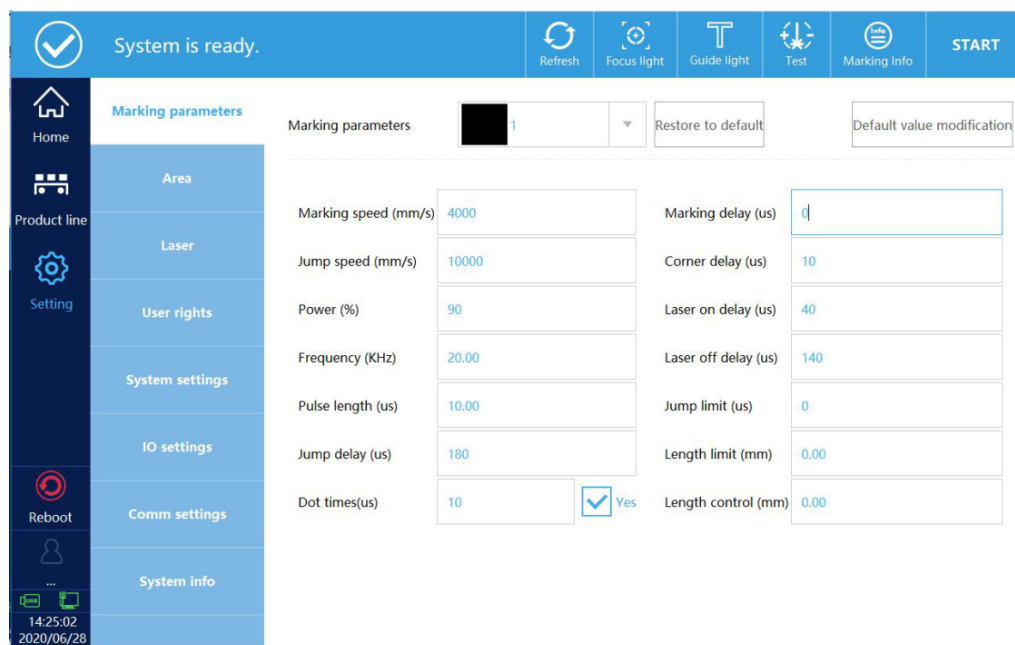 System is ready.
Refresh
Focus light
Guide light
Test
Info
Marking info
START
Home
Product line
Setting
Reboot
...
USB
14:25:02
2020/06/28
Marking parameters
Area
Laser
User rights
System settings
IO settings
Comm settings
System info
Marking parameters 1 Restore to default Default value modification
Marking speed (mm/s) 4000 Marking delay (us) 0
Jump speed (mm/s) 10000 Corner delay (us) 10
Power (%) 90 Laser on delay (us) 40
Frequency (KHz) 20.00 Laser off delay (us) 140
Pulse length (us) 10.00 Jump limit (us) 0
Jump delay (us) 180 Length limit (mm) 0.00
Dot times(us) 10 Yes Length control (mm) 0.00